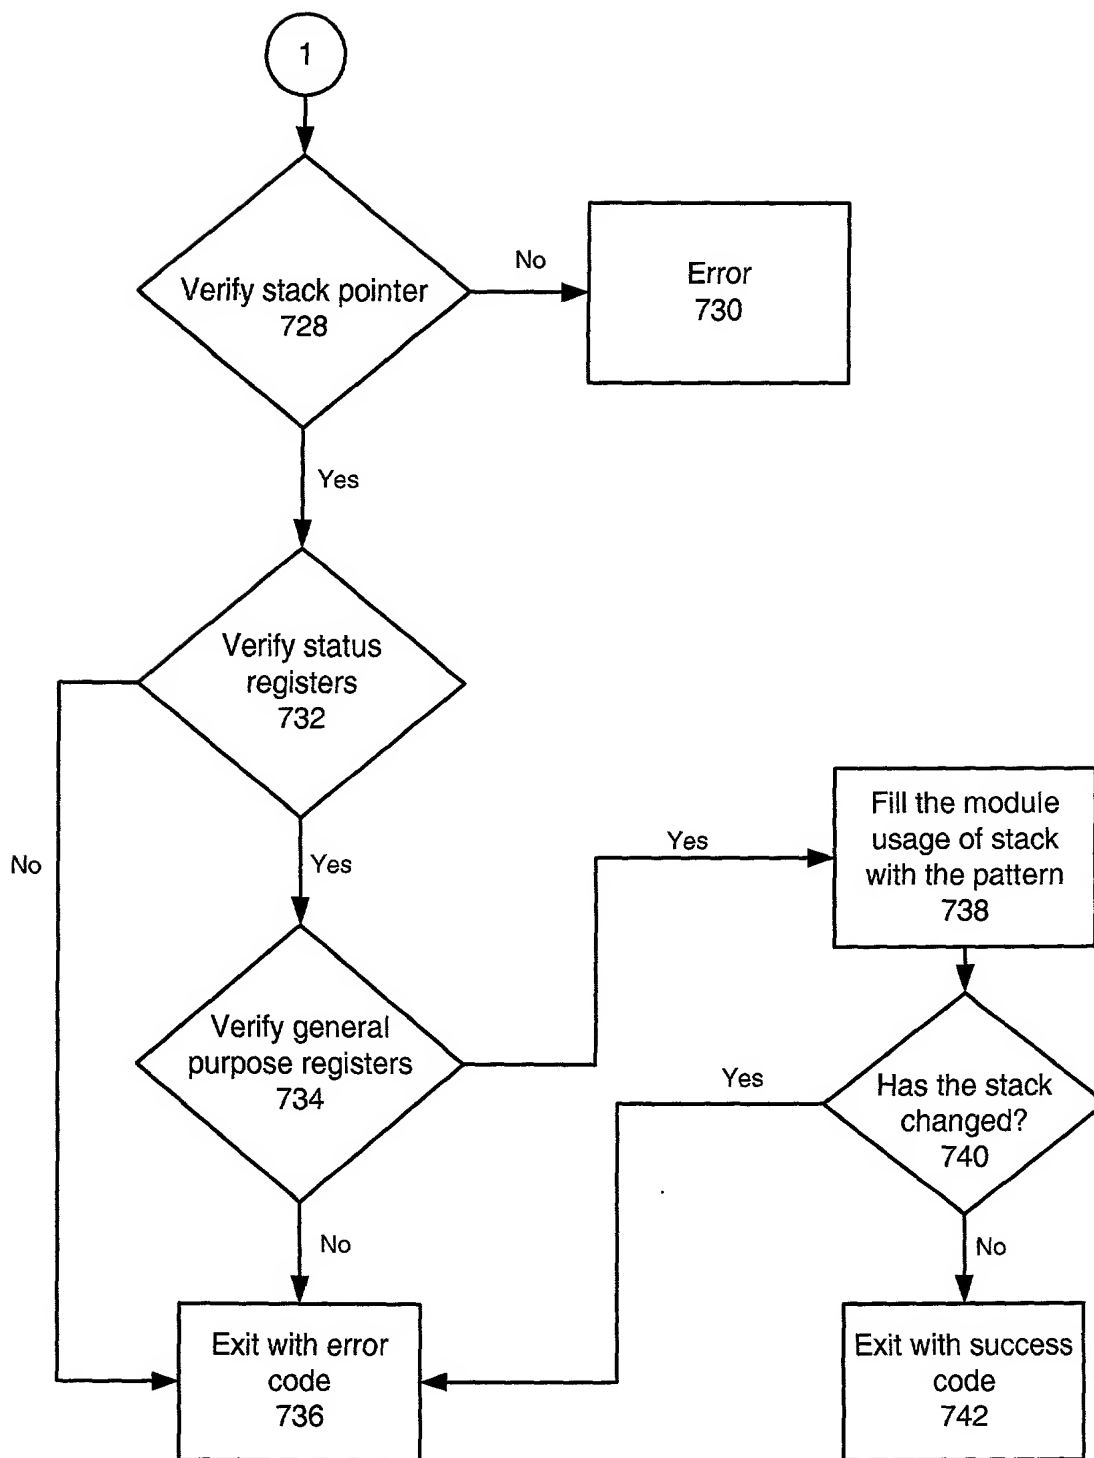 1
Verify stack pointer
728
No
Error
730
Yes
Verify status
registers
732
No
Yes
Verify general
purpose registers
734
Yes
Fill the module
usage of stack
with the pattern
738
Yes
Has the stack
changed?
740
No
No
Exit with error
code
736
Exit with success
code
742